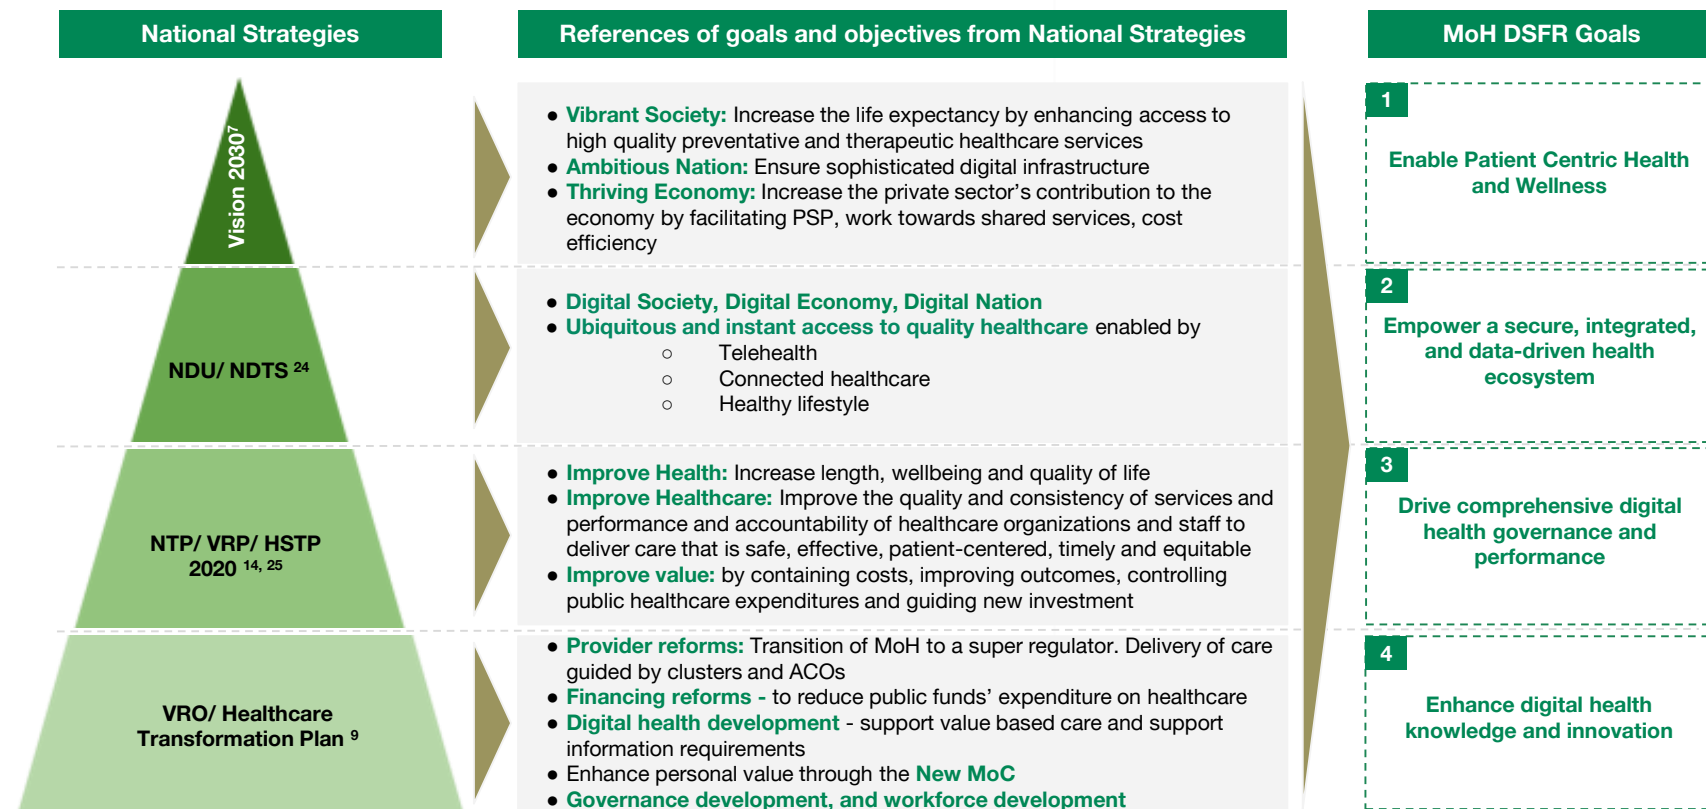 National Strategies
References of goals and objectives from National Strategies
MoH DSFR Goals
Vision 2030⁷
● Vibrant Society: Increase the life expectancy by enhancing access to
high quality preventative and therapeutic healthcare services
● Ambitious Nation: Ensure sophisticated digital infrastructure
● Thriving Economy: Increase the private sector’s contribution to the
economy by facilitating PSP, work towards shared services, cost
efficiency
1
Enable Patient Centric Health
and Wellness
NDU/ NDTS ²⁴
● Digital Society, Digital Economy, Digital Nation
● Ubiquitous and instant access to quality healthcare enabled by
○ Telehealth
○ Connected healthcare
○ Healthy lifestyle
2
Empower a secure, integrated,
and data-driven health
ecosystem
NTP/ VRP/ HSTP
2020 ¹⁴, ²⁵
● Improve Health: Increase length, wellbeing and quality of life
● Improve Healthcare: Improve the quality and consistency of services and
performance and accountability of healthcare organizations and staff to
deliver care that is safe, effective, patient-centered, timely and equitable
● Improve value: by containing costs, improving outcomes, controlling
public healthcare expenditures and guiding new investment
3
Drive comprehensive digital
health governance and
performance
VRO/ Healthcare
Transformation Plan ⁹
● Provider reforms: Transition of MoH to a super regulator. Delivery of care
guided by clusters and ACOs
● Financing reforms - to reduce public funds’ expenditure on healthcare
● Digital health development - support value based care and support
information requirements
● Enhance personal value through the New MoC
● Governance development, and workforce development
4
Enhance digital health
knowledge and innovation